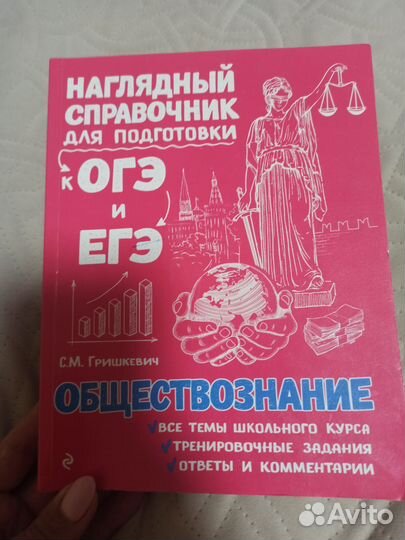 НАГЛЯДНЫЙ
СПРАВОЧНИК
ДЛЯ ПОДГОТОВКИ
К ОГЭ
И
ЕГЭ
С.М. ГРИШКЕВИЧ
ОБЩЕСТВОЗНАНИЕ
ВСЕ ТЕМЫ ШКОЛЬНОГО КУРСА
ТРЕНИРОВОЧНЫЕ ЗАДАНИЯ
ОТВЕТЫ И КОММЕНТАРИИ
Avito